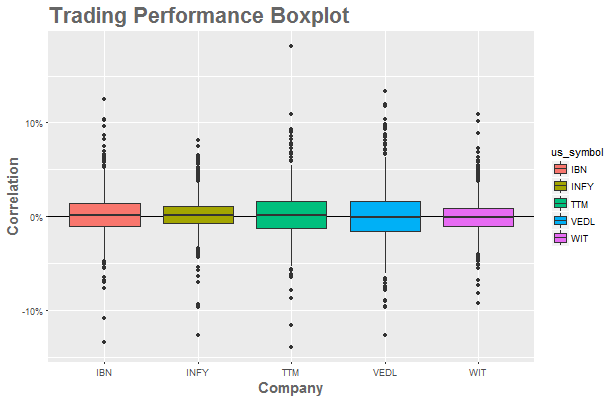 Trading Performance Boxplot
Correlation
10%
0%
-10%
IBN
INFY
TTM
VEDL
WIT
Company
us_symbol
IBN
INFY
TTM
VEDL
WIT